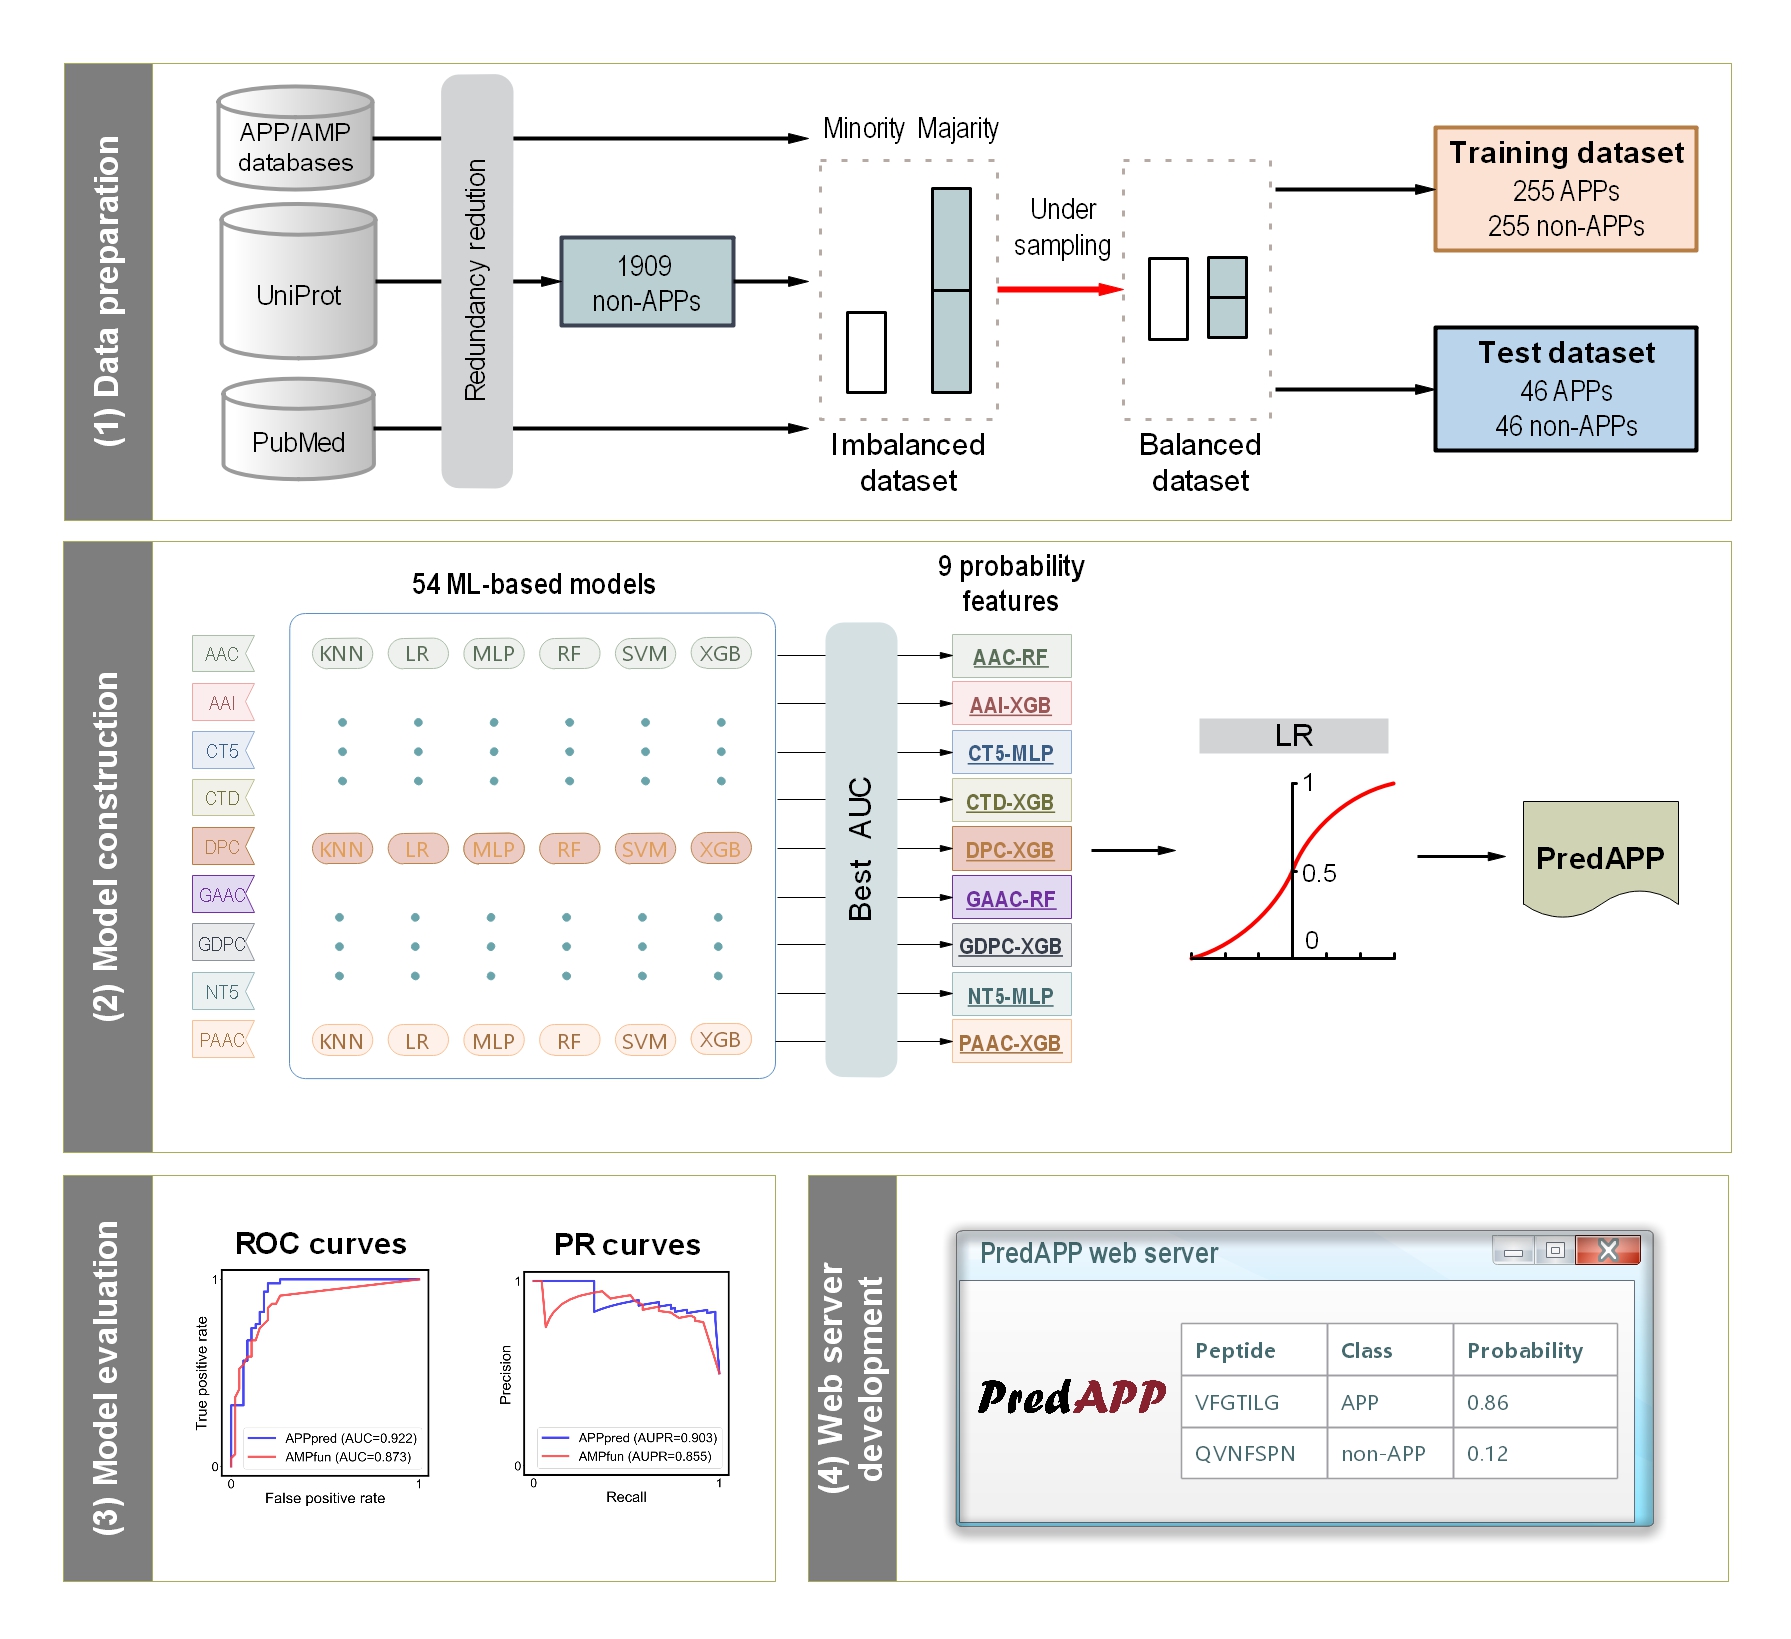 (1) Data preparation
APP/AMP
databases
UniProt
PubMed
Redundancy redution
1909
non-APPs
Minority Majarity
Imbalanced
dataset
Under
sampling
Balanced
dataset
Training dataset
255 APPs
255 non-APPs
Test dataset
46 APPs
46 non-APPs
(2) Model construction
54 ML-based models
9 probability
features
AAC
AAI
CT5
CTD
DPC
GAAC
GDPC
NT5
PAAC
KNN LR MLP RF SVM XGB
KNN LR MLP RF SVM XGB
KNN LR MLP RF SVM XGB
Best AUC
AAC-RF
AAI-XGB
CT5-MLP
CTD-XGB
DPC-XGB
GAAC-RF
GDPC-XGB
NT5-MLP
PAAC-XGB
LR
1
0.5
0
PredAPP
(3) Model evaluation
ROC curves
True positive rate
1
0
APPpred (AUC=0.922)
AMPfun (AUC=0.873)
0 1
False positive rate
PR curves
Precision
1
0
APPpred (AUPR=0.903)
AMPfun (AUPR=0.855)
0 1
Recall
(4) Web server
development
PredAPP web server
PredAPP
Peptide Class Probability
VFGTILG APP 0.86
QVNFSPN non-APP 0.12